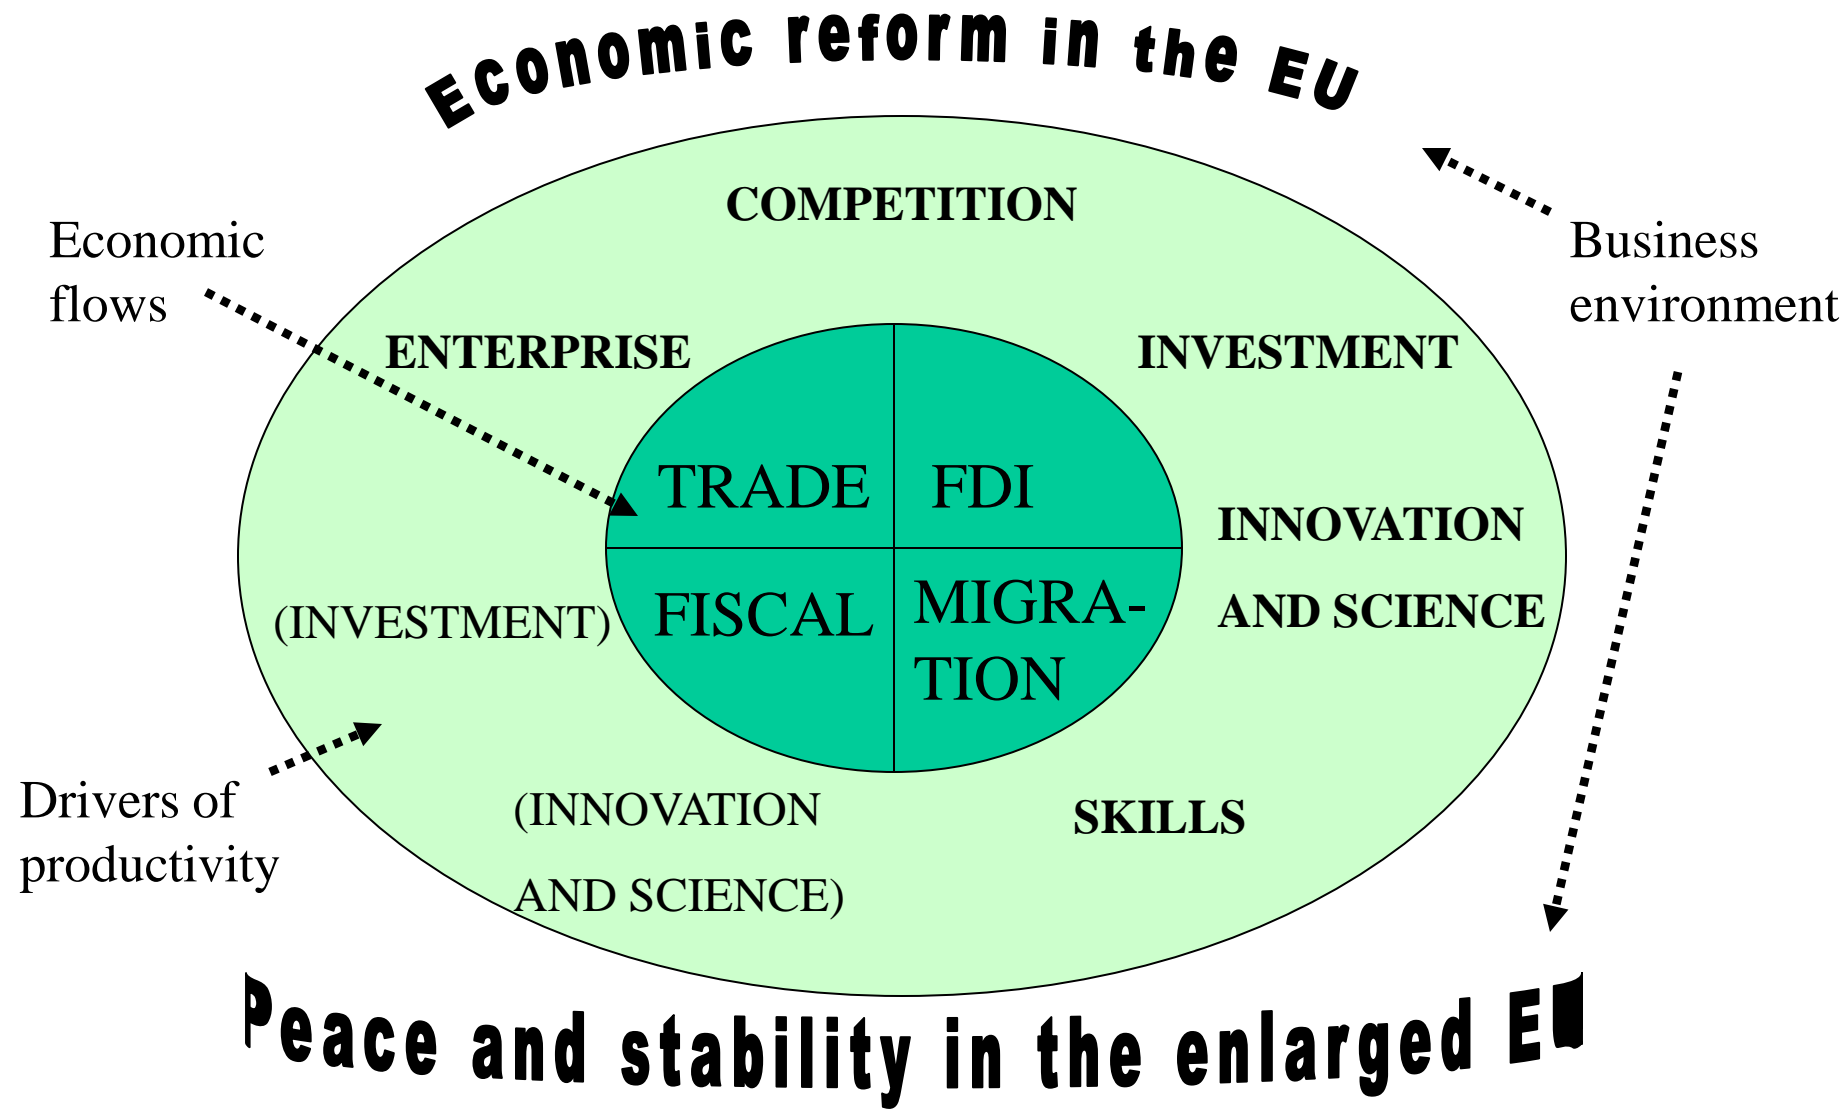 Economic reform in the EU
COMPETITION
Economic
flows
Business
environment
ENTERPRISE
INVESTMENT
TRADE
FDI
INNOVATION
AND SCIENCE
(INVESTMENT)
FISCAL
MIGRA-
TION
Drivers of
productivity
(INNOVATION
AND SCIENCE)
SKILLS
Peace and stability in the enlarged EU